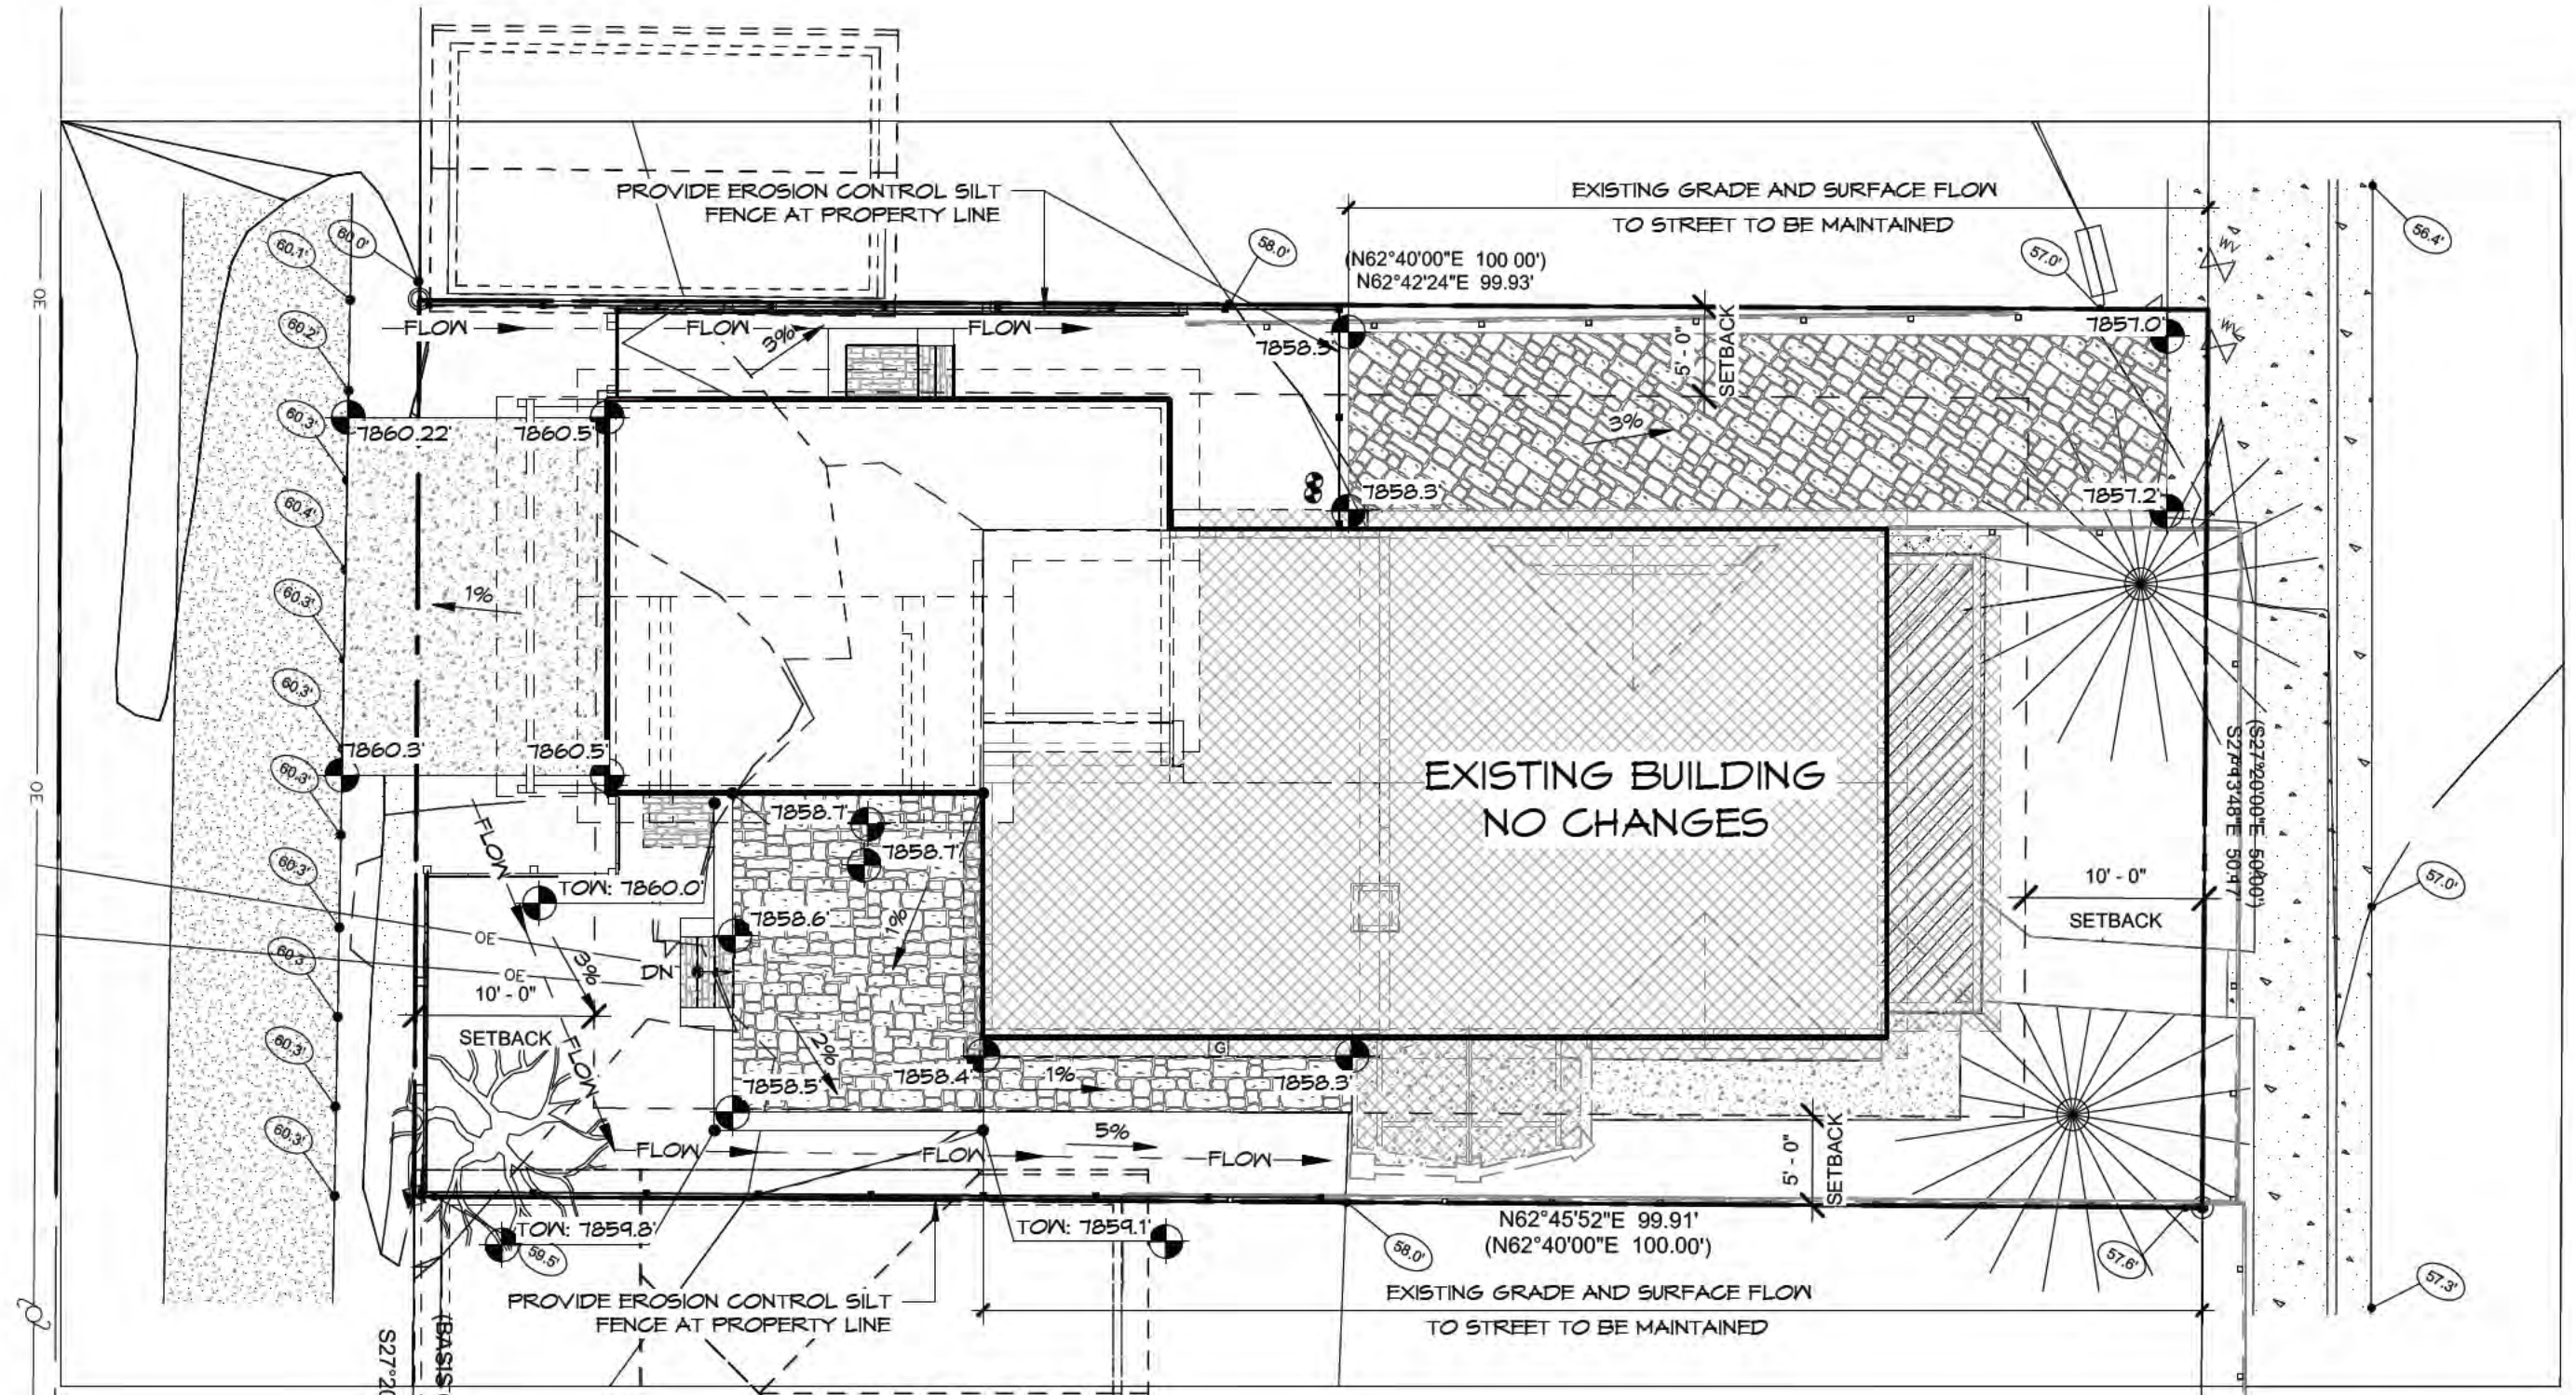 PROVIDE EROSION CONTROL SILT
FENCE AT PROPERTY LINE
EXISTING GRADE AND SURFACE FLOW
TO STREET TO BE MAINTAINED
56.4'
60.1'
60.0'
58.0'
57.0'
(N62°40'00"E 100 00')
N62°42'24"E 99.93'
WV
OE
60.2'
FLOW
FLOW
FLOW
3%
7858.3'
5' - 0"
SETBACK
7857.0'
60.3'
7860.22'
7860.5'
3%
60.4'
7858.3'
7857.2'
60.3'
1%
60.3'
7860.3'
7860.5'
EXISTING BUILDING
NO CHANGES
(S27°20'00"E 50.00')
S27°43'48"E 50.47'
OE
60.3'
FLOW
7858.7'
7858.7'
60.3'
TOW: 7860.0'
10' - 0"
SETBACK
57.0'
7858.6'
1%
OE
OE
60.3'
3%
DN
10' - 0"
SETBACK
60.3'
FLOW
2%
G
7858.5'
7858.4'
1%
7858.3'
60.3'
FLOW
FLOW
5%
FLOW
5' - 0"
SETBACK
TOW: 7859.8'
59.5'
TOW: 7859.1'
N62°45'52"E 99.91'
(N62°40'00"E 100.00')
58.0'
57.6'
57.3'
PROVIDE EROSION CONTROL SILT
FENCE AT PROPERTY LINE
EXISTING GRADE AND SURFACE FLOW
TO STREET TO BE MAINTAINED
(BASIS
S27°20